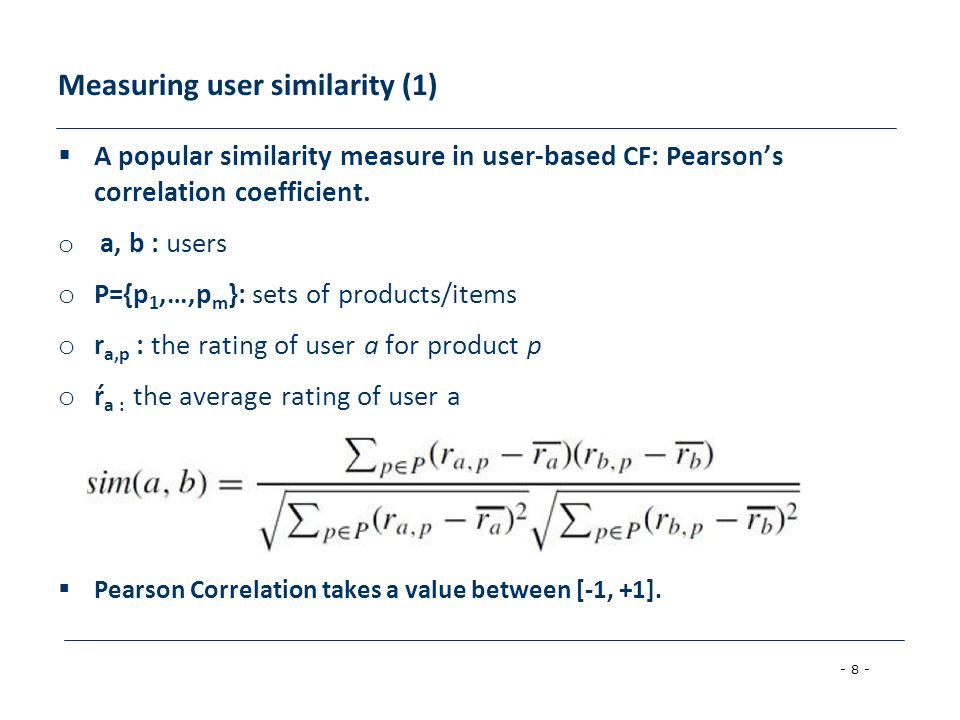 Measuring user similarity (1)
▪ A popular similarity measure in user-based CF: Pearson’s
correlation coefficient.
o a, b : users
o P={p₁,…,pₘ}: sets of products/items
o r_{a,p} : the rating of user a for product p
o ŕ_{a :} the average rating of user a
sim(a, b) = \frac{\sum_{p∈P}(r_{a,p} − \overline{r_a})(r_{b,p} − \overline{r_b})}{\sqrt{\sum_{p∈P}(r_{a,p} − \overline{r_a})^2}\sqrt{\sum_{p∈P}(r_{b,p} − \overline{r_b})^2}}
▪ Pearson Correlation takes a value between [-1, +1].
- 8 -